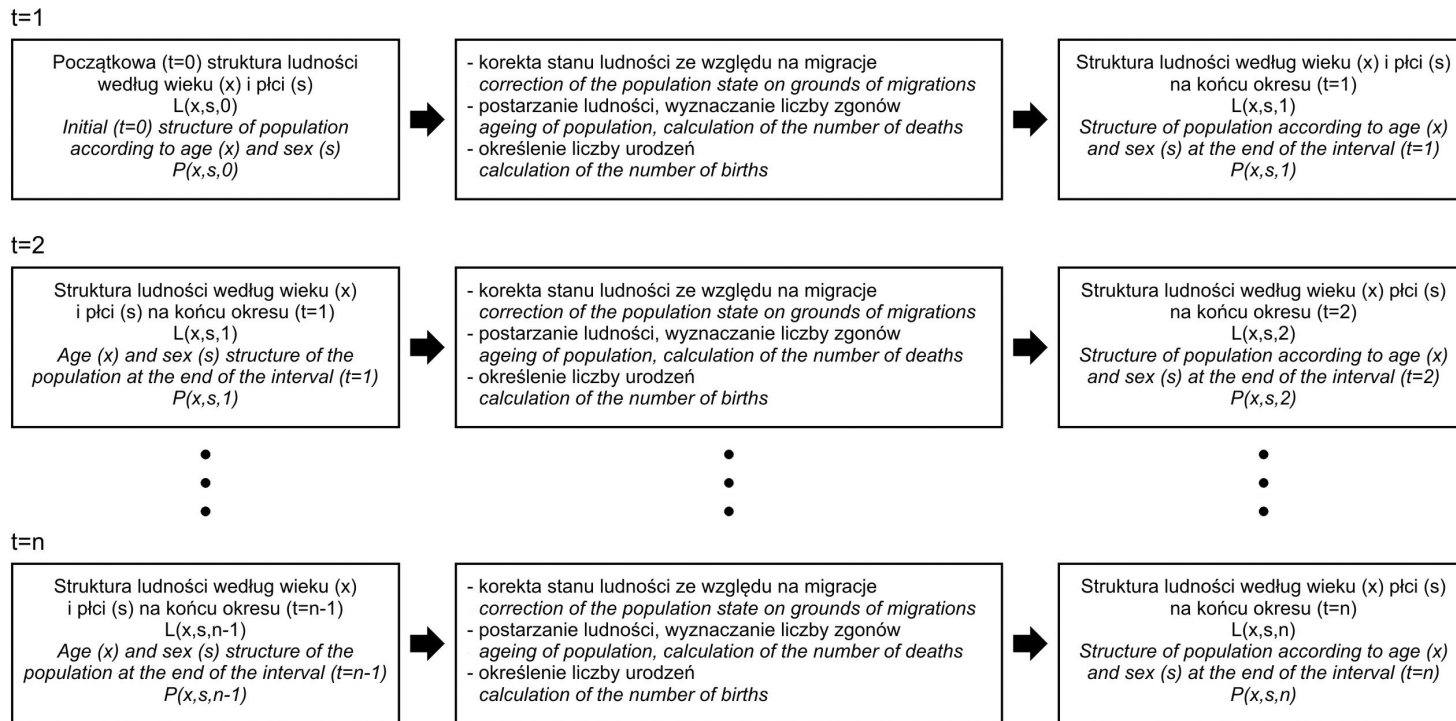 t=1
Początkowa (t=0) struktura ludności
według wieku (x) i płci (s)
L(x,s,0)
Initial (t=0) structure of population
according to age (x) and sex (s)
P(x,s,0)
- korekta stanu ludności ze względu na migracje
correction of the population state on grounds of migrations
- postarzanie ludności, wyznaczanie liczby zgonów
ageing of population, calculation of the number of deaths
- określenie liczby urodzeń
calculation of the number of births
Struktura ludności według wieku (x) i płci (s)
na końcu okresu (t=1)
L(x,s,1)
Structure of population according to age (x)
and sex (s) at the end of the interval (t=1)
P(x,s,1)
t=2
Struktura ludności według wieku (x)
i płci (s) na końcu okresu (t=1)
L(x,s,1)
Age (x) and sex (s) structure of the
population at the end of the interval (t=1)
P(x,s,1)
- korekta stanu ludności ze względu na migracje
correction of the population state on grounds of migrations
- postarzanie ludności, wyznaczanie liczby zgonów
ageing of population, calculation of the number of deaths
- określenie liczby urodzeń
calculation of the number of births
Struktura ludności według wieku (x) płci (s)
na końcu okresu (t=2)
L(x,s,2)
Structure of population according to age (x)
and sex (s) at the end of the interval (t=2)
P(x,s,2)
t=n
Struktura ludności według wieku (x)
i płci (s) na końcu okresu (t=n-1)
L(x,s,n-1)
Age (x) and sex (s) structure of the
population at the end of the interval (t=n-1)
P(x,s,n-1)
- korekta stanu ludności ze względu na migracje
correction of the population state on grounds of migrations
- postarzanie ludności, wyznaczanie liczby zgonów
ageing of population, calculation of the number of deaths
- określenie liczby urodzeń
calculation of the number of births
Struktura ludności według wieku (x) płci (s)
na końcu okresu (t=n)
L(x,s,n)
Structure of population according to age (x)
and sex (s) at the end of the interval (t=n)
P(x,s,n)